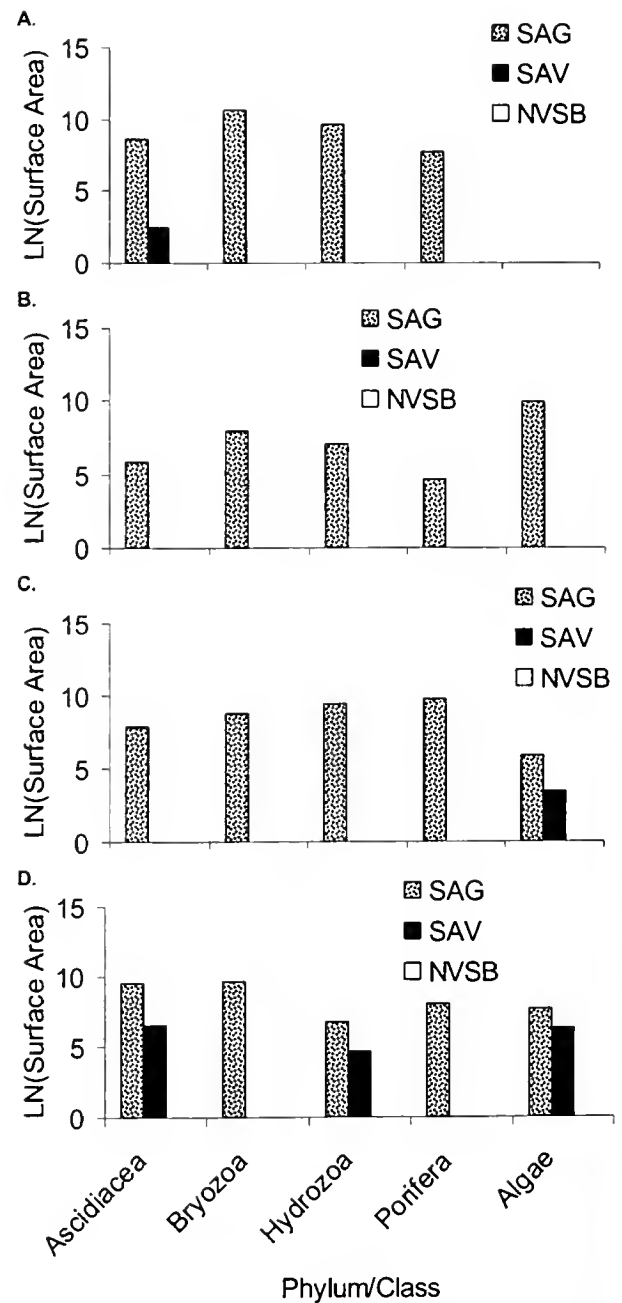 A.
SAG
SAV
NVSB
LN(Surface Area)
15
10
5
0
B.
SAG
SAV
NVSB
LN(Surface Area)
15
10
5
0
C.
SAG
SAV
NVSB
LN(Surface Area)
15
10
5
0
D.
SAG
SAV
NVSB
LN(Surface Area)
15
10
5
0
Ascidiacea
Bryozoa
Hydrozoa
Porifera
Algae
Phylum/Class